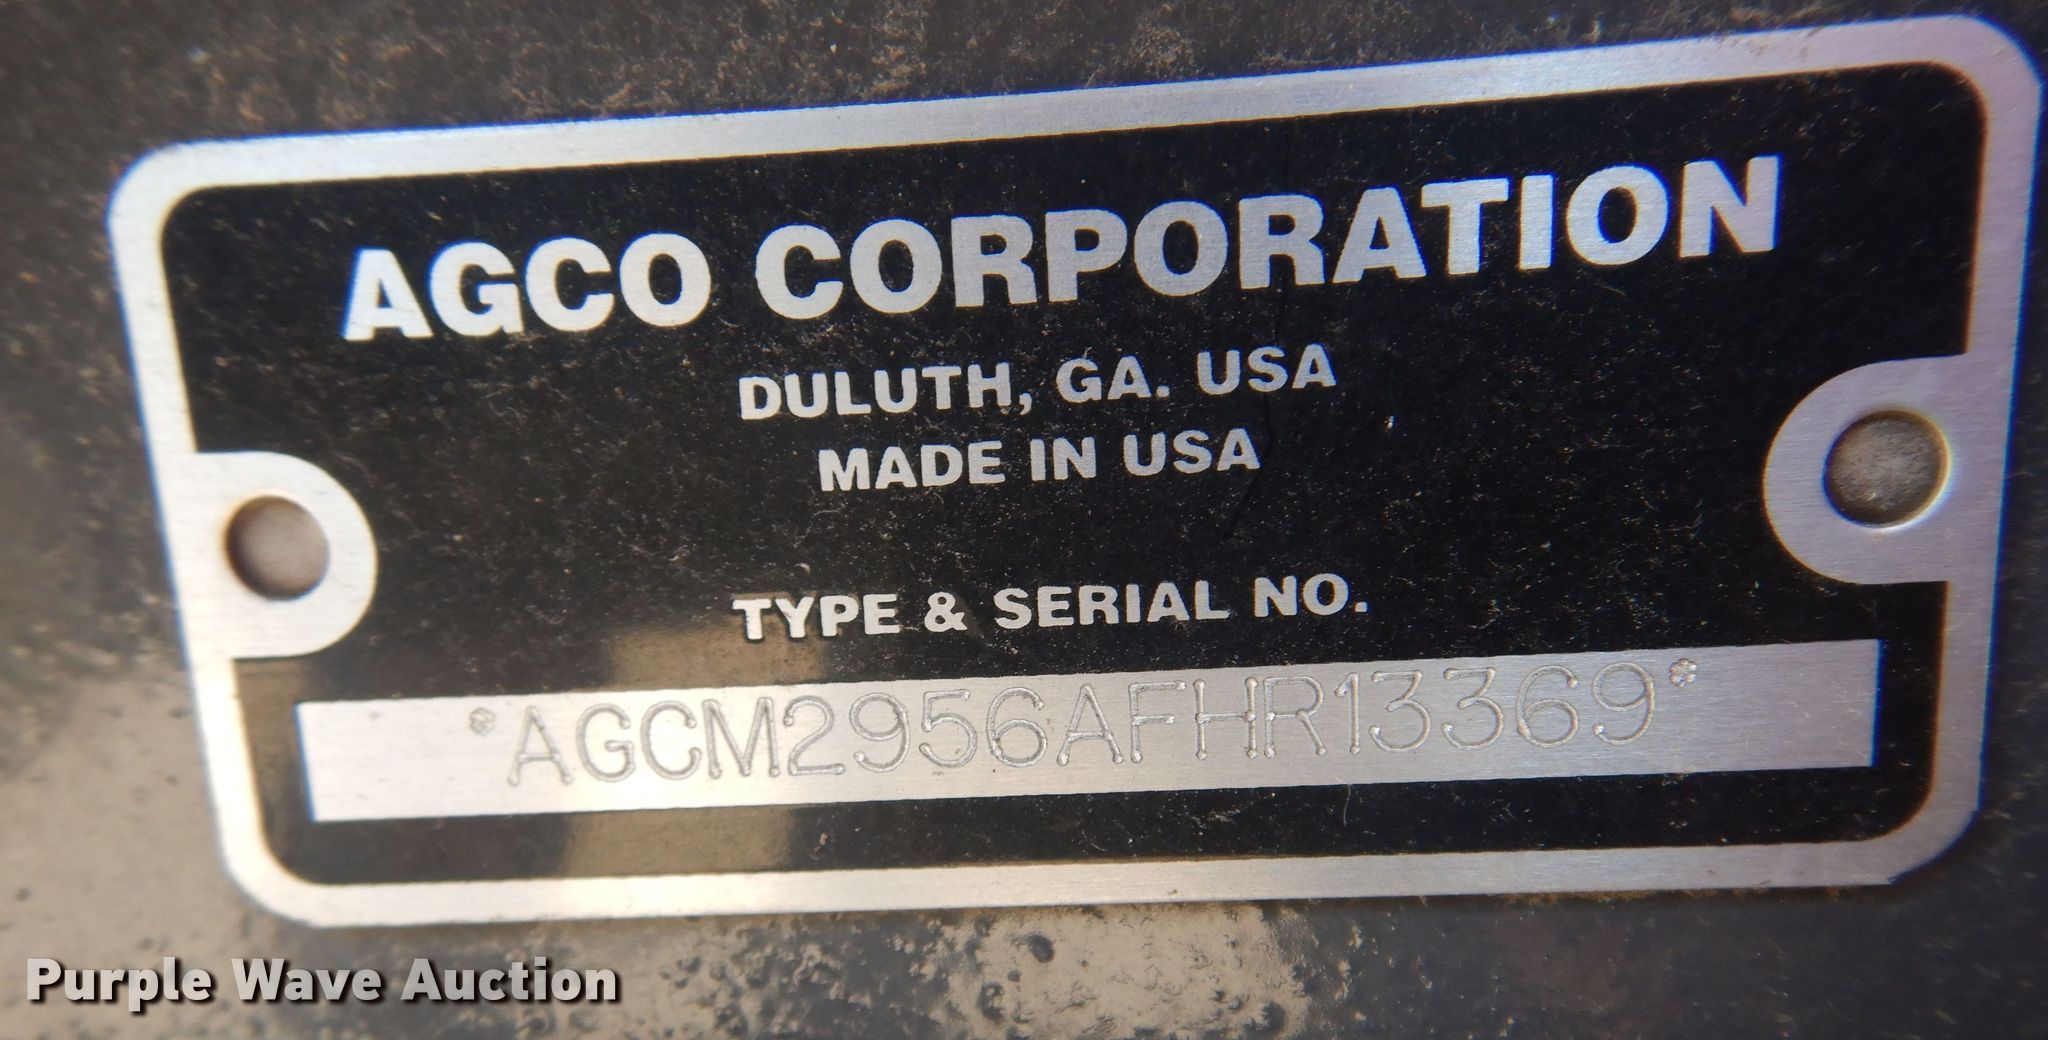 AGCO CORPORATION
DULUTH, GA. USA
MADE IN USA
TYPE & SERIAL NO.
*AGCM2956AFHR13369*
Purple Wave Auction